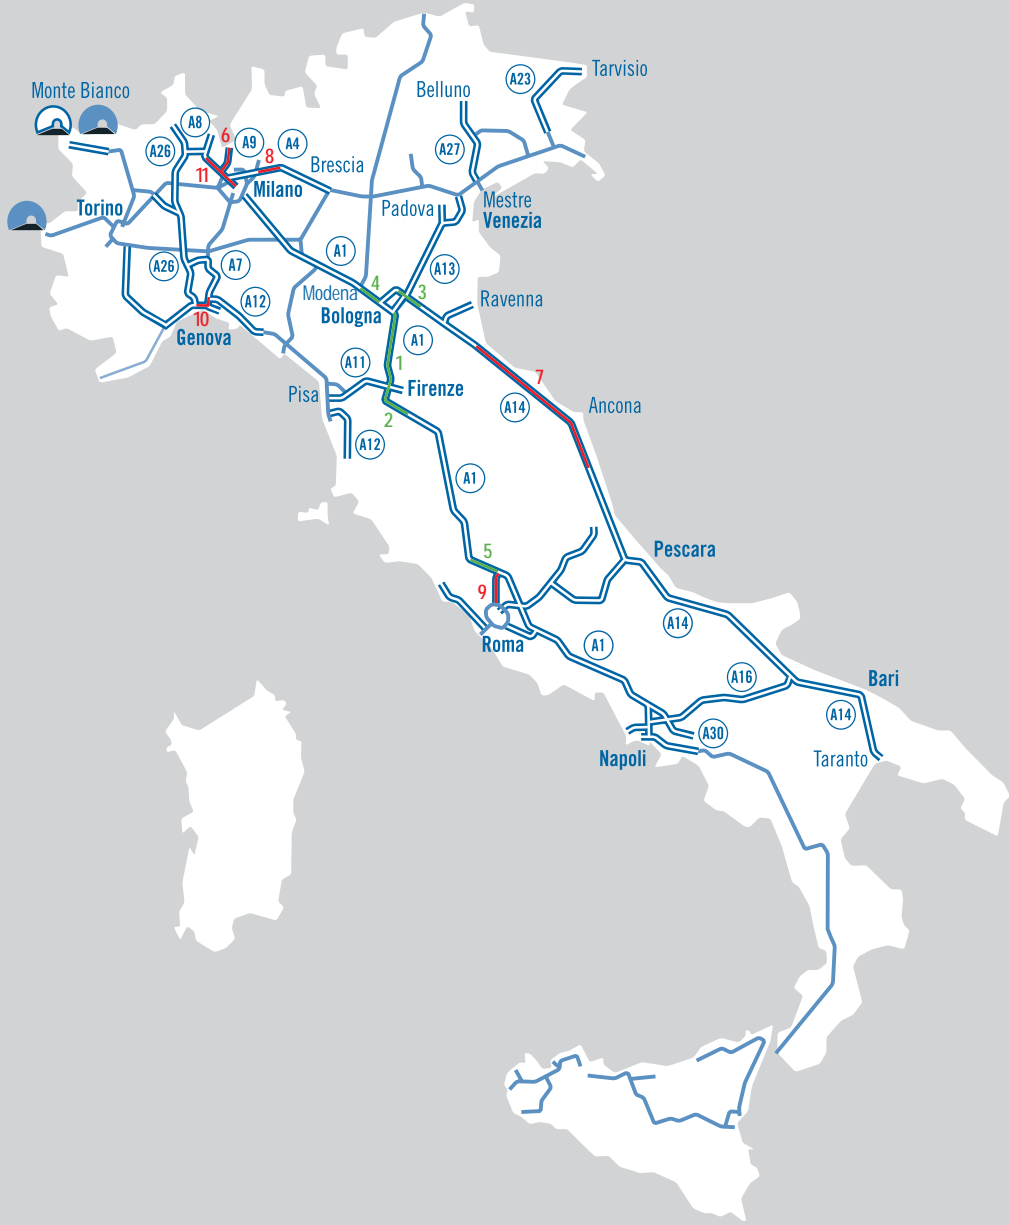 Tarvisio
A23
Belluno
Monte Bianco
A8
6
A9
A4
A26
A27
8
Brescia
11
Milano
Torino
Padova
Mestre
Venezia
A1
A26
A7
A13
4
Modena
3
Ravenna
A12
10
Bologna
Genova
A1
A11
1
7
Pisa
Firenze
A14
Ancona
2
A12
A1
5
Pescara
9
A14
Roma
A1
A16
Bari
A14
A30
Napoli
Taranto